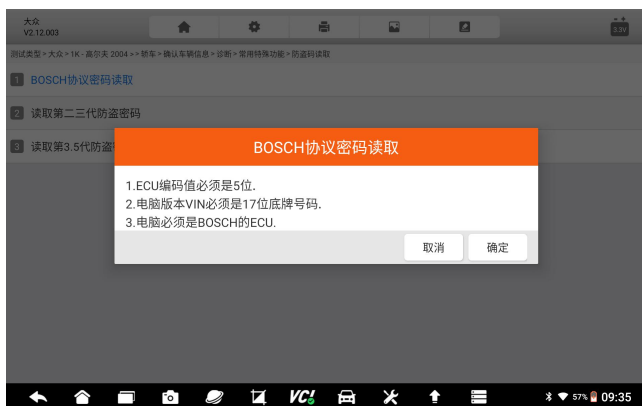 大众
V2.12.003
3.3V
测试类型 > 大众 > 1K - 高尔夫 2004 > > 轿车 > 确认车辆信息 > 诊断 > 常用特殊功能 > 防盗码读取
1 BOSCH协议密码读取
2 读取第二三代防盗密码
3 读取第3.5代防盗
BOSCH协议密码读取
1.ECU编码值必须是5位.
2.电脑版本VIN必须是17位底牌号码.
3.电脑必须是BOSCH的ECU.
取消 确定
VC! 57% 09:35